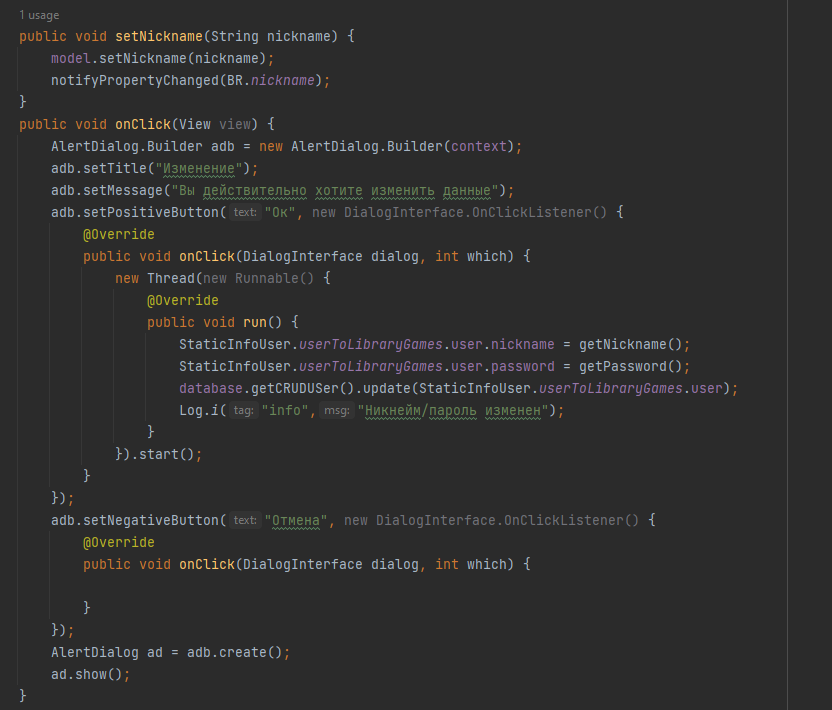 1 usage
public void setNickname(String nickname) {
model.setNickname(nickname);
notifyPropertyChanged(BR.nickname);
}
public void onClick(View view) {
AlertDialog.Builder adb = new AlertDialog.Builder(context);
adb.setTitle("Изменение");
adb.setMessage("Вы действительно хотите изменить данные");
adb.setPositiveButton( text: "Ок", new DialogInterface.OnClickListener() {
@Override
public void onClick(DialogInterface dialog, int which) {
new Thread(new Runnable() {
@Override
public void run() {
StaticInfoUser.userToLibraryGames.user.nickname = getNickname();
StaticInfoUser.userToLibraryGames.user.password = getPassword();
database.getCRUDUSer().update(StaticInfoUser.userToLibraryGames.user);
Log.i( tag: "info", msg: "Никнейм/пароль изменен");
}
}).start();
}
});
adb.setNegativeButton( text: "Отмена", new DialogInterface.OnClickListener() {
@Override
public void onClick(DialogInterface dialog, int which) {
}
});
AlertDialog ad = adb.create();
ad.show();
}